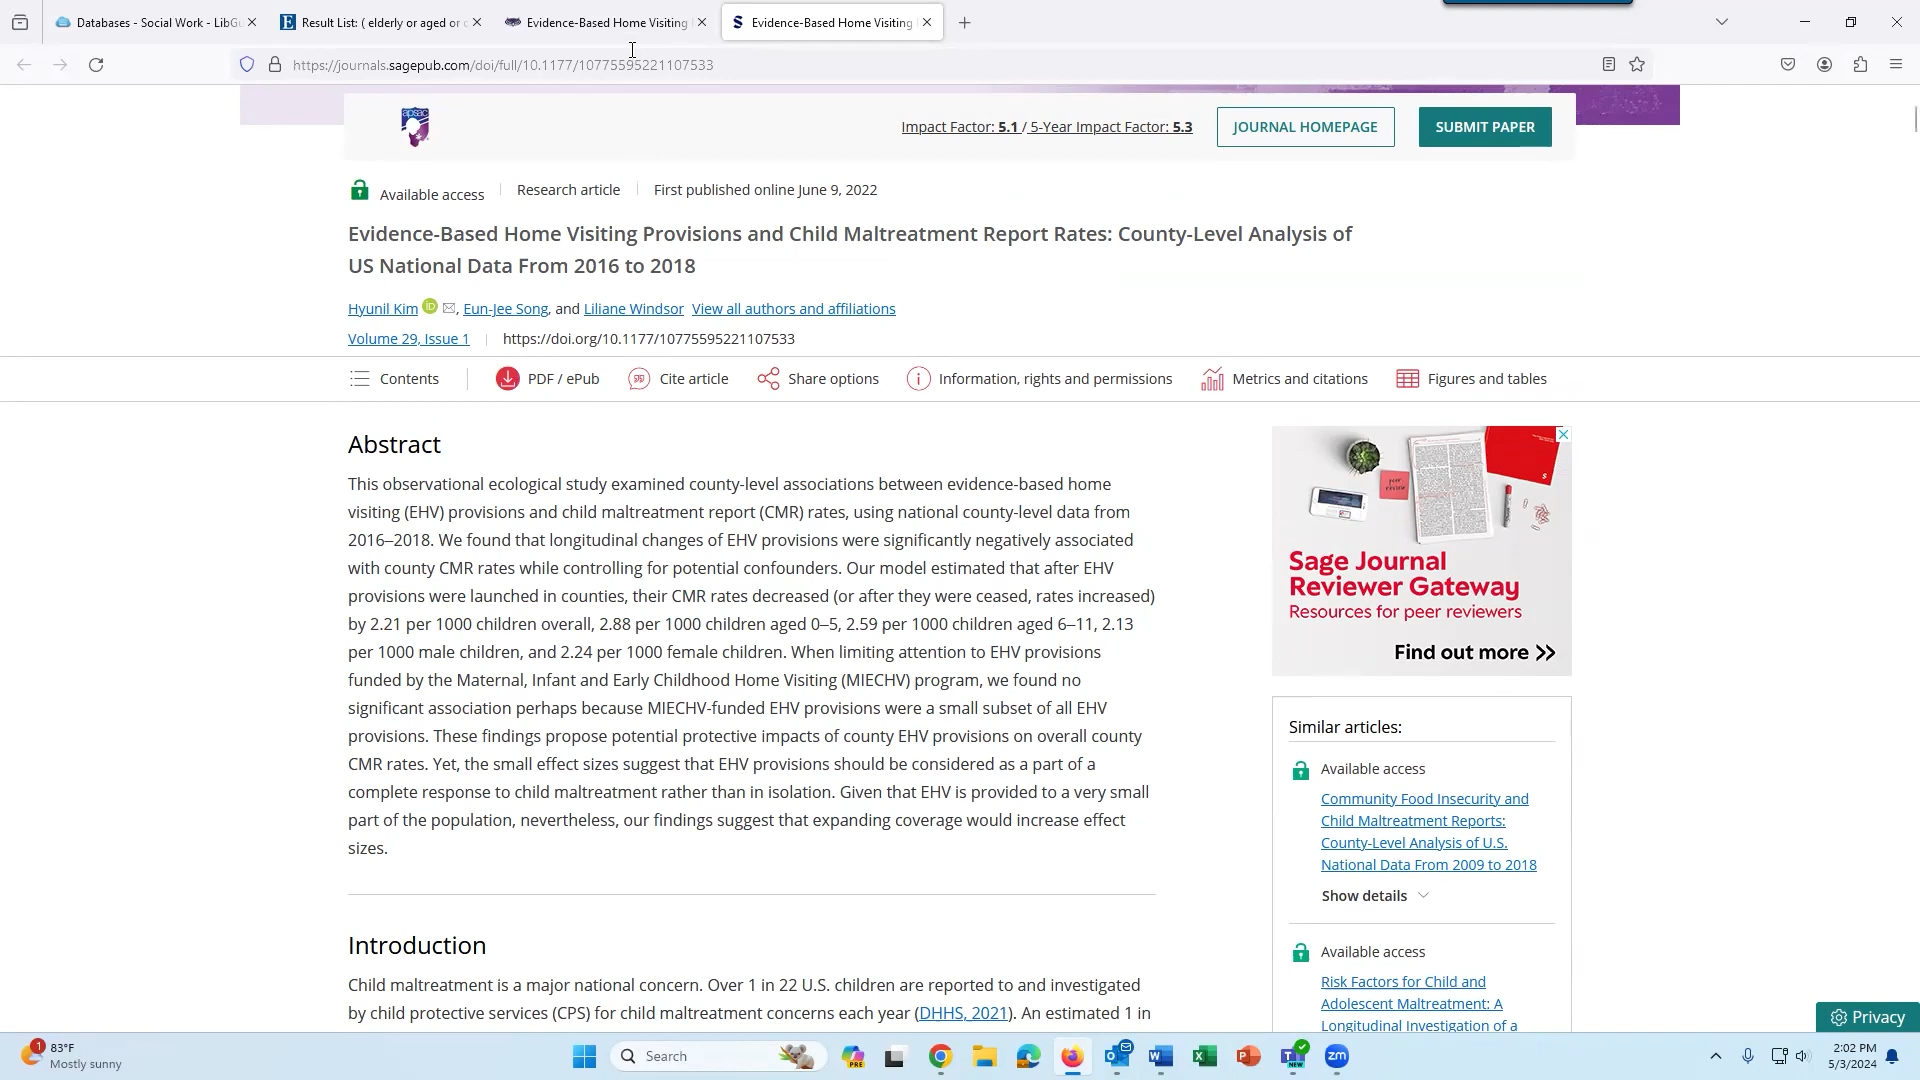 Databases - Social Work - LibGu
Result List: ( elderly or aged or o
Evidence-Based Home Visiting
Evidence-Based Home Visiting
https://journals.sagepub.com/doi/full/10.1177/10775595221107533
apsac
Impact Factor: 5.1 / 5-Year Impact Factor: 5.3
JOURNAL HOMEPAGE
SUBMIT PAPER
Available access
Research article
First published online June 9, 2022
Evidence-Based Home Visiting Provisions and Child Maltreatment Report Rates: County-Level Analysis of
US National Data From 2016 to 2018
Hyunil Kim iD, Eun-Jee Song, and Liliane Windsor View all authors and affiliations
Volume 29, Issue 1
https://doi.org/10.1177/10775595221107533
Contents
PDF / ePub
Cite article
Share options
Information, rights and permissions
Metrics and citations
Figures and tables
Abstract
This observational ecological study examined county-level associations between evidence-based home
visiting (EHV) provisions and child maltreatment report (CMR) rates, using national county-level data from
2016–2018. We found that longitudinal changes of EHV provisions were significantly negatively associated
with county CMR rates while controlling for potential confounders. Our model estimated that after EHV
provisions were launched in counties, their CMR rates decreased (or after they were ceased, rates increased)
by 2.21 per 1000 children overall, 2.88 per 1000 children aged 0–5, 2.59 per 1000 children aged 6–11, 2.13
per 1000 male children, and 2.24 per 1000 female children. When limiting attention to EHV provisions
funded by the Maternal, Infant and Early Childhood Home Visiting (MIECHV) program, we found no
significant association perhaps because MIECHV-funded EHV provisions were a small subset of all EHV
provisions. These findings propose potential protective impacts of county EHV provisions on overall county
CMR rates. Yet, the small effect sizes suggest that EHV provisions should be considered as a part of a
complete response to child maltreatment rather than in isolation. Given that EHV is provided to a very small
part of the population, nevertheless, our findings suggest that expanding coverage would increase effect
sizes.
Introduction
Child maltreatment is a major national concern. Over 1 in 22 U.S. children are reported to and investigated
by child protective services (CPS) for child maltreatment concerns each year (DHHS, 2021). An estimated 1 in
peer
review
Sage Journal
Reviewer Gateway
Resources for peer reviewers
Find out more >>
Similar articles:
Available access
Community Food Insecurity and
Child Maltreatment Reports:
County-Level Analysis of U.S.
National Data From 2009 to 2018
Show details
Available access
Risk Factors for Child and
Adolescent Maltreatment: A
Longitudinal Investigation of a
Privacy
1
83°F
Mostly sunny
Search
PRE
NEW
zm
2:02 PM
5/3/2024